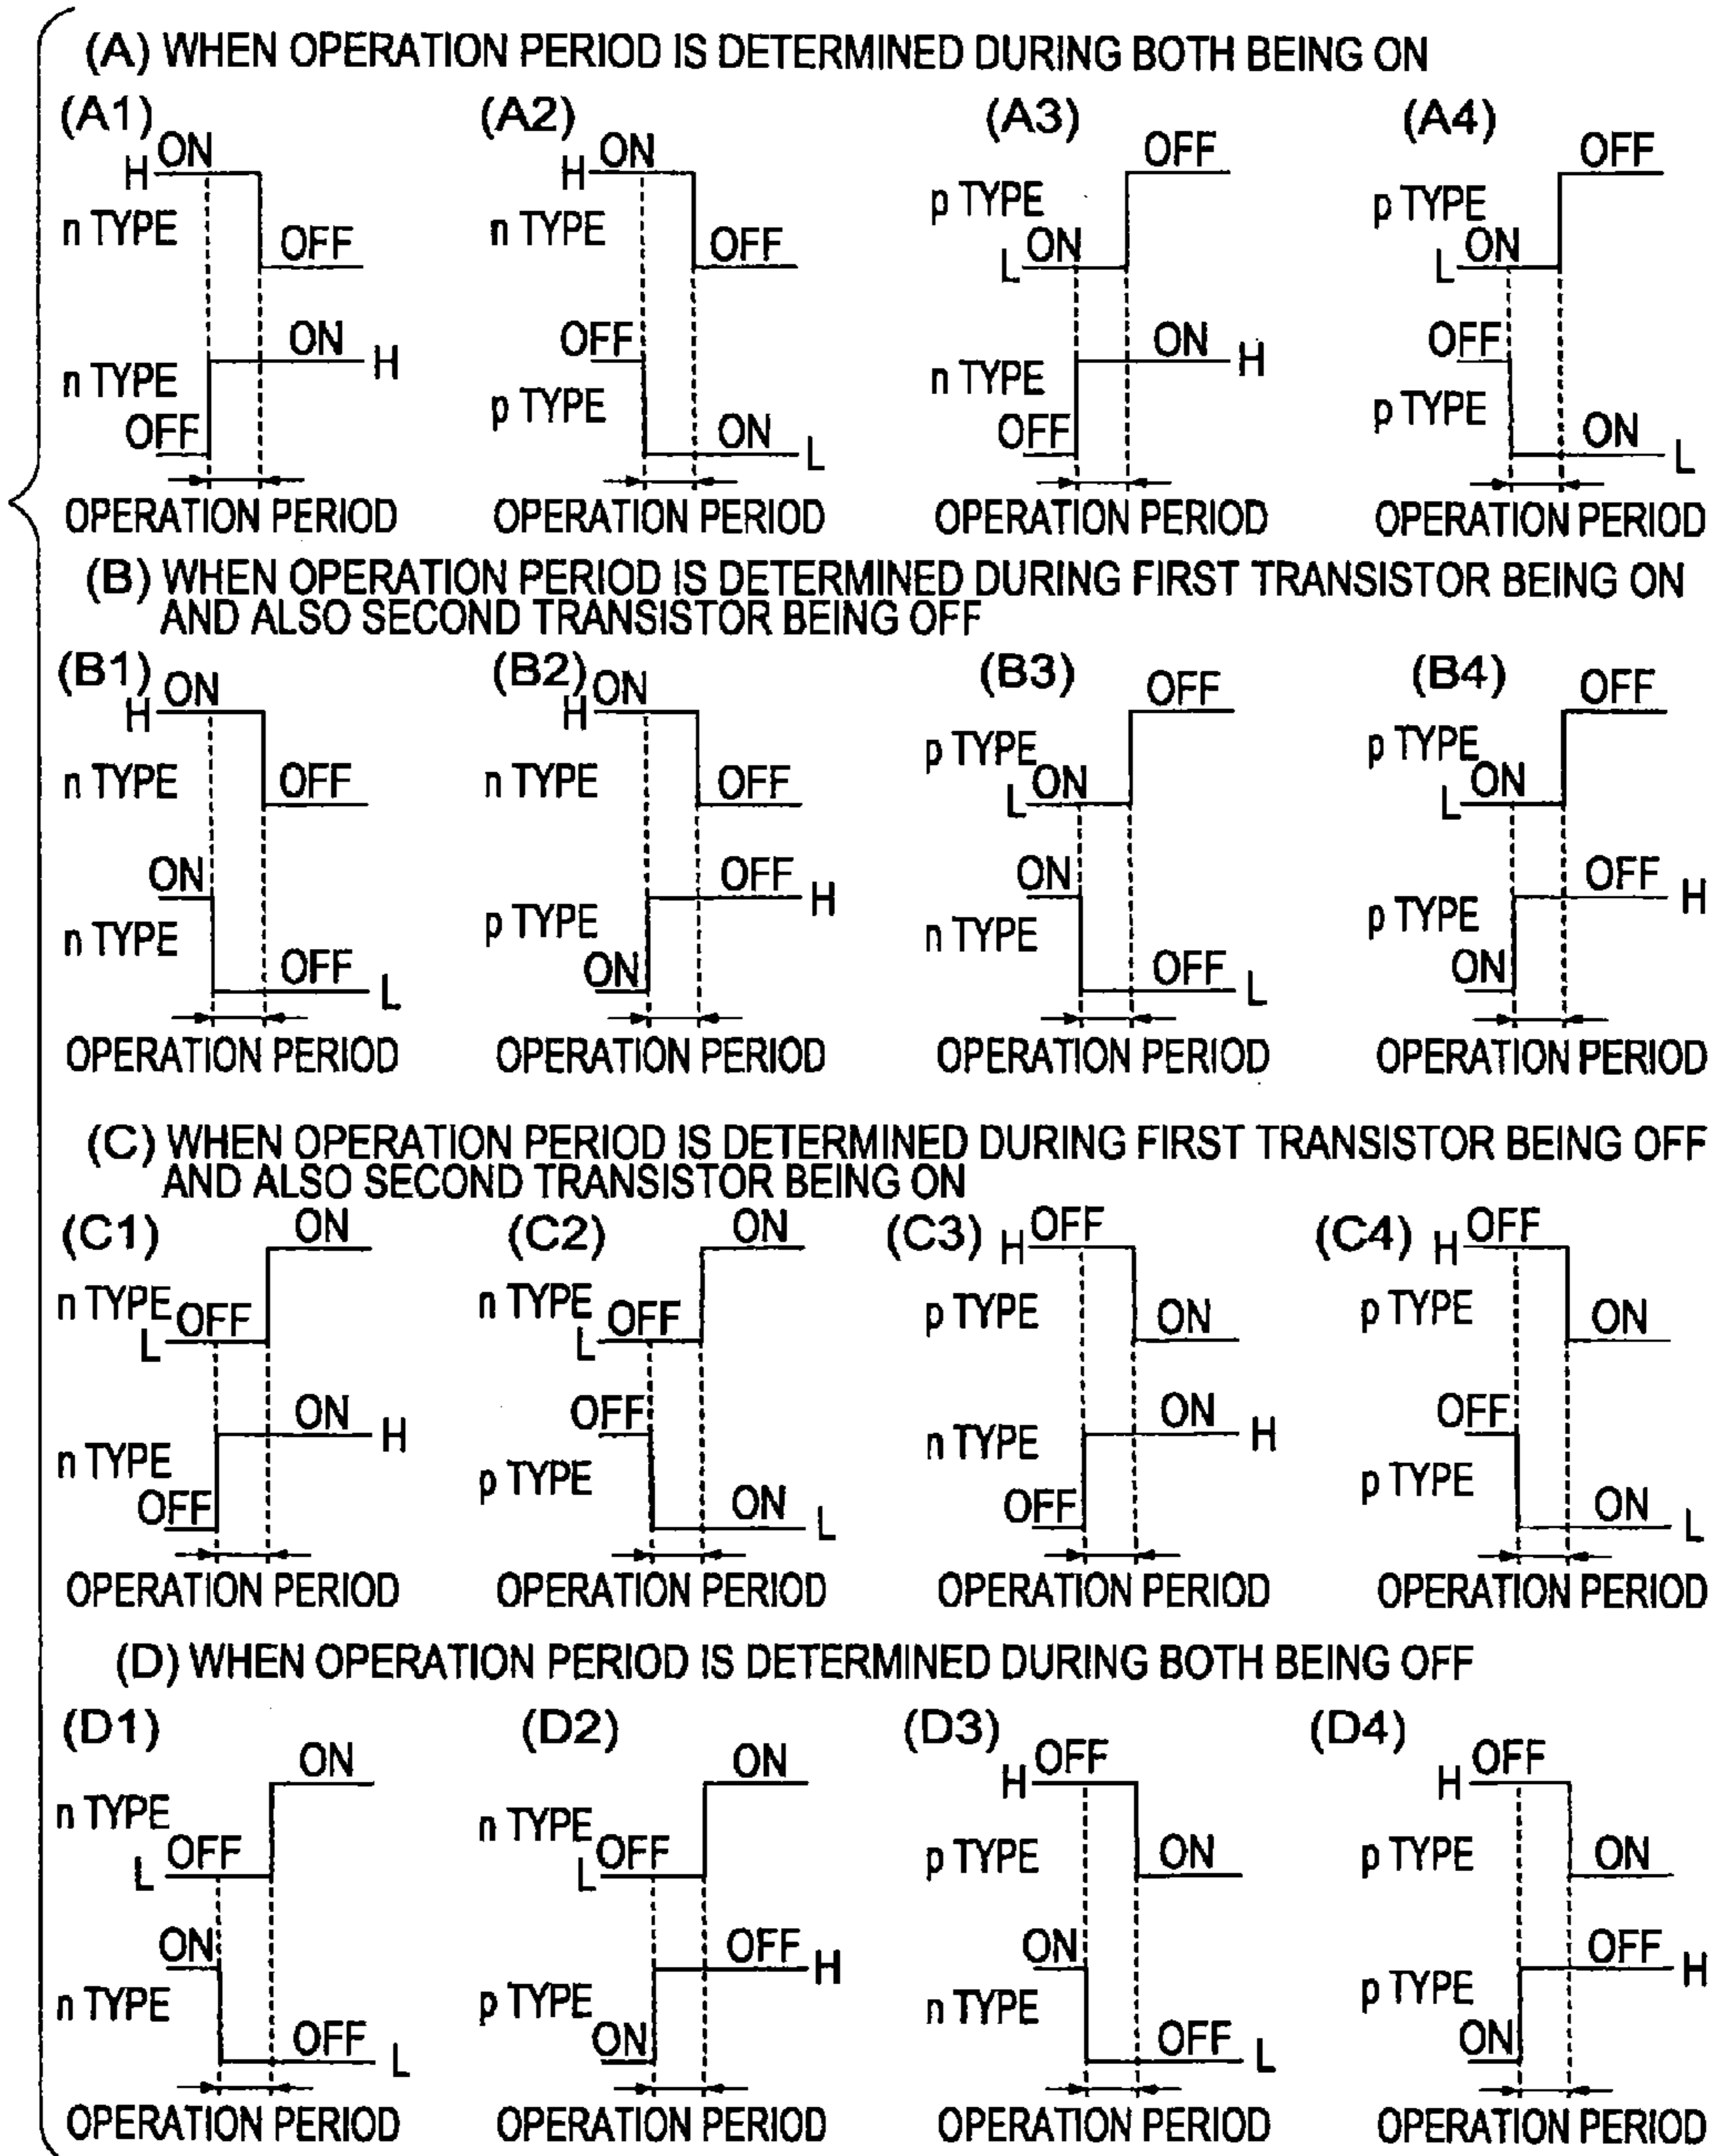 (A) WHEN OPERATION PERIOD IS DETERMINED DURING BOTH BEING ON
(A1)
H ON
n TYPE
OFF
ON H
n TYPE
OFF
OPERATION PERIOD
(A2)
H ON
n TYPE
OFF
OFF
p TYPE
ON L
OPERATION PERIOD
(A3)
OFF
p TYPE
L ON
ON H
n TYPE
OFF
OPERATION PERIOD
(A4)
OFF
p TYPE
L ON
OFF
p TYPE
ON L
OPERATION PERIOD
(B) WHEN OPERATION PERIOD IS DETERMINED DURING FIRST TRANSISTOR BEING ON
AND ALSO SECOND TRANSISTOR BEING OFF
(B1)
H ON
n TYPE
OFF
ON
n TYPE
OFF L
OPERATION PERIOD
(B2)
H ON
n TYPE
OFF
OFF H
p TYPE
ON
OPERATION PERIOD
(B3)
OFF
p TYPE
L ON
ON
n TYPE
OFF L
OPERATION PERIOD
(B4)
OFF
p TYPE
L ON
OFF H
p TYPE
ON
OPERATION PERIOD
(C) WHEN OPERATION PERIOD IS DETERMINED DURING FIRST TRANSISTOR BEING OFF
AND ALSO SECOND TRANSISTOR BEING ON
(C1)
ON
n TYPE
L OFF
ON H
n TYPE
OFF
OPERATION PERIOD
(C2)
ON
n TYPE
L OFF
OFF
p TYPE
ON L
OPERATION PERIOD
(C3)
H OFF
p TYPE
ON
ON H
n TYPE
OFF
OPERATION PERIOD
(C4)
H OFF
p TYPE
ON
OFF
p TYPE
ON L
OPERATION PERIOD
(D) WHEN OPERATION PERIOD IS DETERMINED DURING BOTH BEING OFF
(D1)
ON
n TYPE
L OFF
ON
n TYPE
OFF L
OPERATION PERIOD
(D2)
ON
n TYPE
L OFF
OFF H
p TYPE
ON
OPERATION PERIOD
(D3)
H OFF
p TYPE
ON
ON
n TYPE
OFF L
OPERATION PERIOD
(D4)
H OFF
p TYPE
ON
OFF H
p TYPE
ON
OPERATION PERIOD